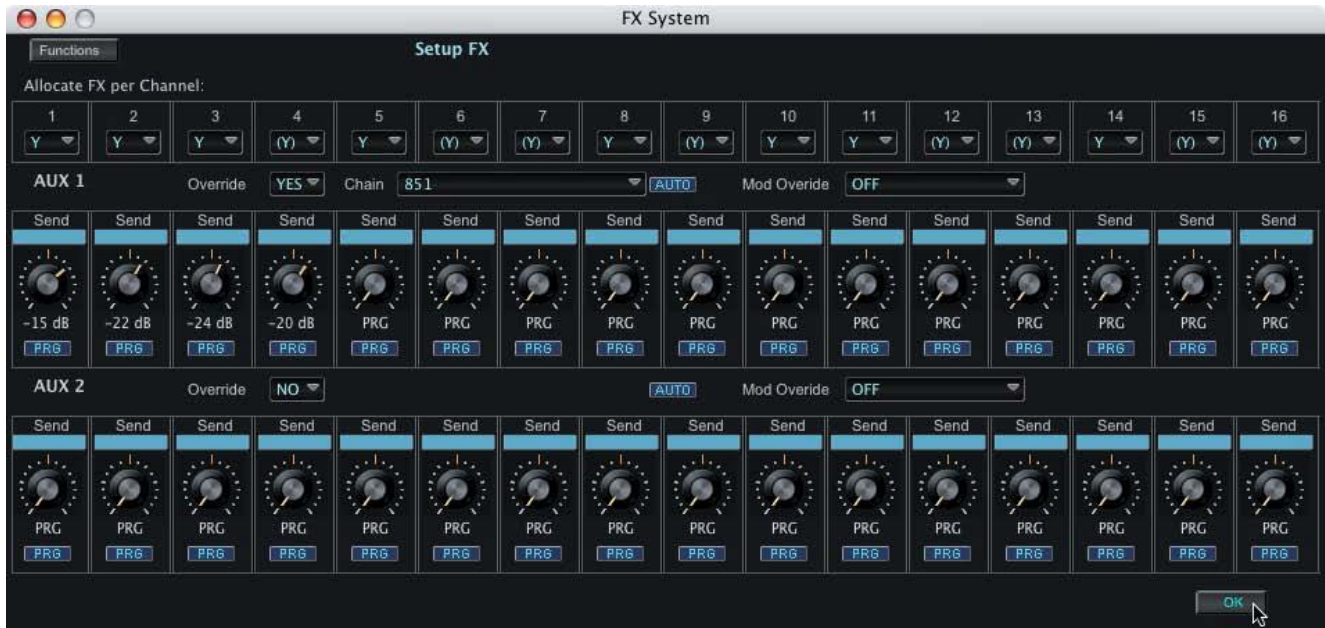 FX System
Functions Setup FX
Allocate FX per Channel:
1 2 3 4 5 6 7 8 9 10 11 12 13 14 15 16
Y Y Y (Y) Y (Y) (Y) Y (Y) Y Y (Y) (Y) Y (Y) (Y)
AUX 1 Override YES Chain 851 AUTO Mod Overide OFF
Send Send Send Send Send Send Send Send Send Send Send Send Send Send Send Send
-15 dB -22 dB -24 dB -20 dB PRG PRG PRG PRG PRG PRG PRG PRG PRG PRG PRG PRG
PRG PRG PRG PRG PRG PRG PRG PRG PRG PRG PRG PRG PRG PRG PRG PRG
AUX 2 Override NO AUTO Mod Overide OFF
Send Send Send Send Send Send Send Send Send Send Send Send Send Send Send Send
PRG PRG PRG PRG PRG PRG PRG PRG PRG PRG PRG PRG PRG PRG PRG PRG
PRG PRG PRG PRG PRG PRG PRG PRG PRG PRG PRG PRG PRG PRG PRG PRG
OK